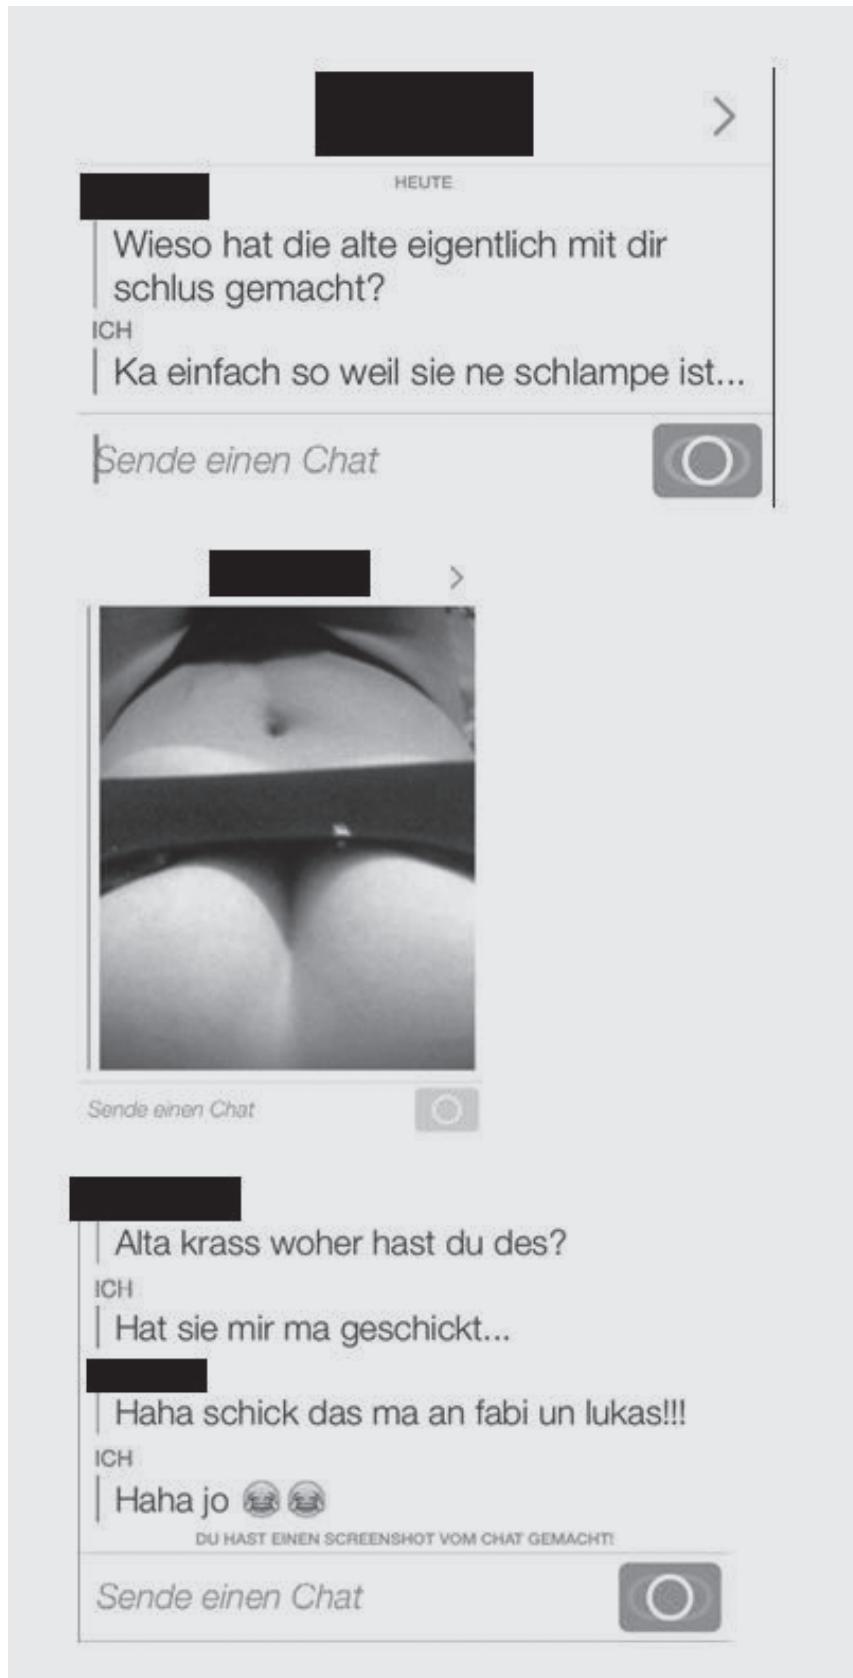 HEUTE
Wieso hat die alte eigentlich mit dir
schlus gemacht?
ICH
Ka einfach so weil sie ne schlampe ist...
Sende einen Chat
Sende einen Chat
Alta krass woher hast du des?
ICH
Hat sie mir ma geschickt...
Haha schick das ma an fabi un lukas!!!
ICH
Haha jo 😂😂
DU HAST EINEN SCREENSHOT VOM CHAT GEMACHT!
Sende einen Chat